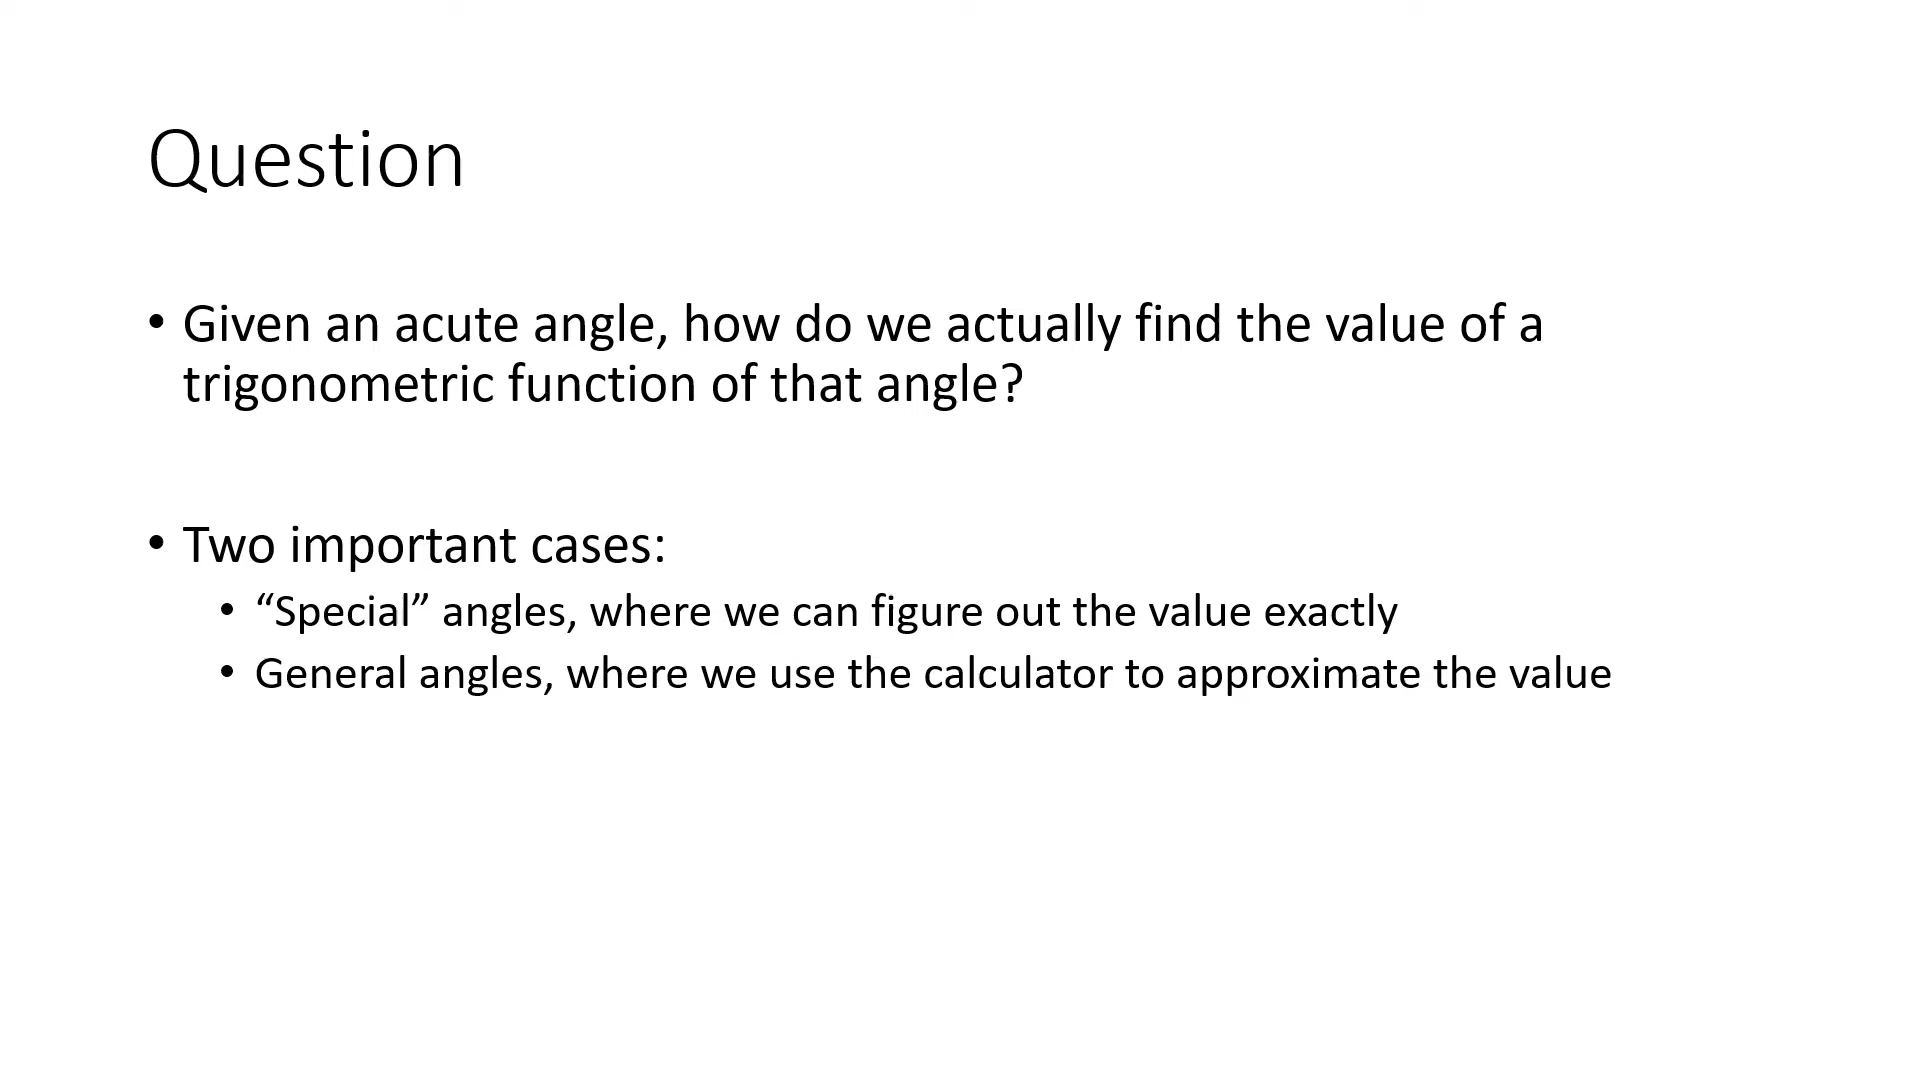 Question
• Given an acute angle, how do we actually find the value of a
trigonometric function of that angle?
• Two important cases:
• “Special” angles, where we can figure out the value exactly
• General angles, where we use the calculator to approximate the value